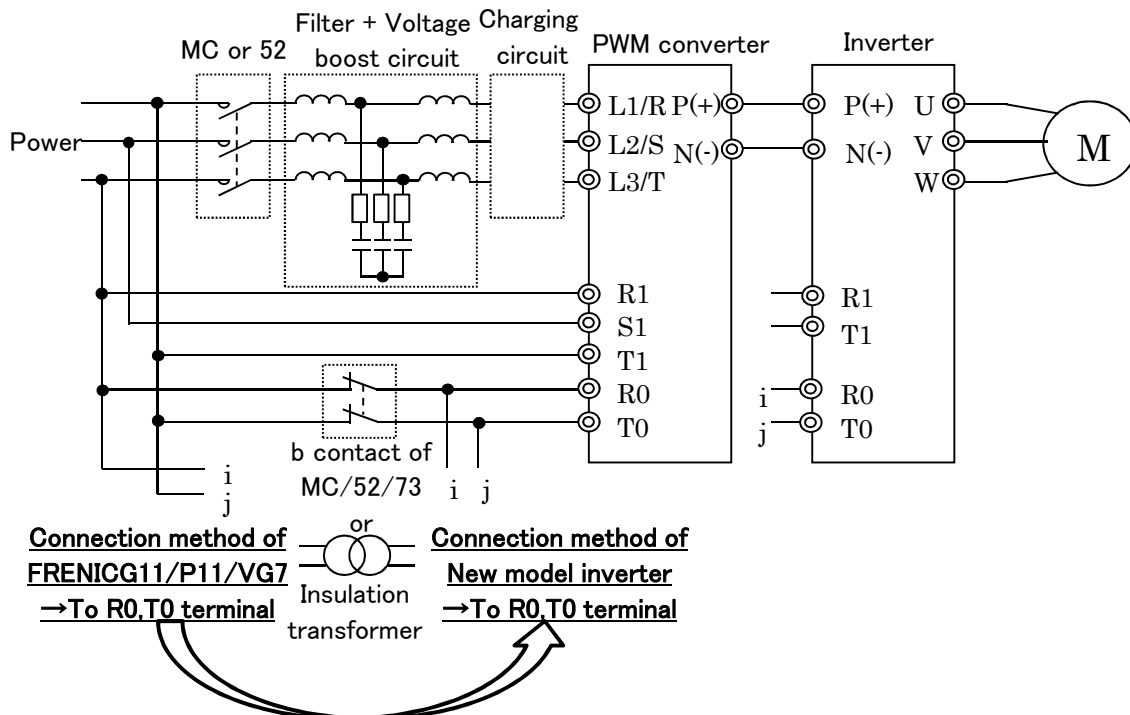 Filter + Voltage
boost circuit
Charging
circuit
MC or 52
PWM converter
Inverter
Power
L1/R P(+)
L2/S
N(-)
L3/T
R1
S1
T1
R0
T0
P(+)
N(-)
U
V
W
M
R1
T1
i
R0
j
T0
b contact of
MC/52/73
i
j
i
j
or
Insulation
transformer
Connection method of
FRENICG11/P11/VG7
→To R0,T0 terminal
Connection method of
New model inverter
→To R0,T0 terminal